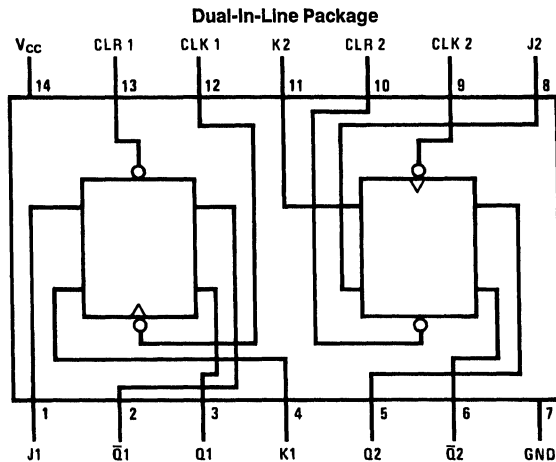 Dual-In-Line Package
VCC CLR 1 CLK 1 K2 CLR 2 CLK 2 J2
14 13 12 11 10 9 8
1 2 3 4 5 6 7
J1 Q̅1 Q1 K1 Q2 Q̅2 GND